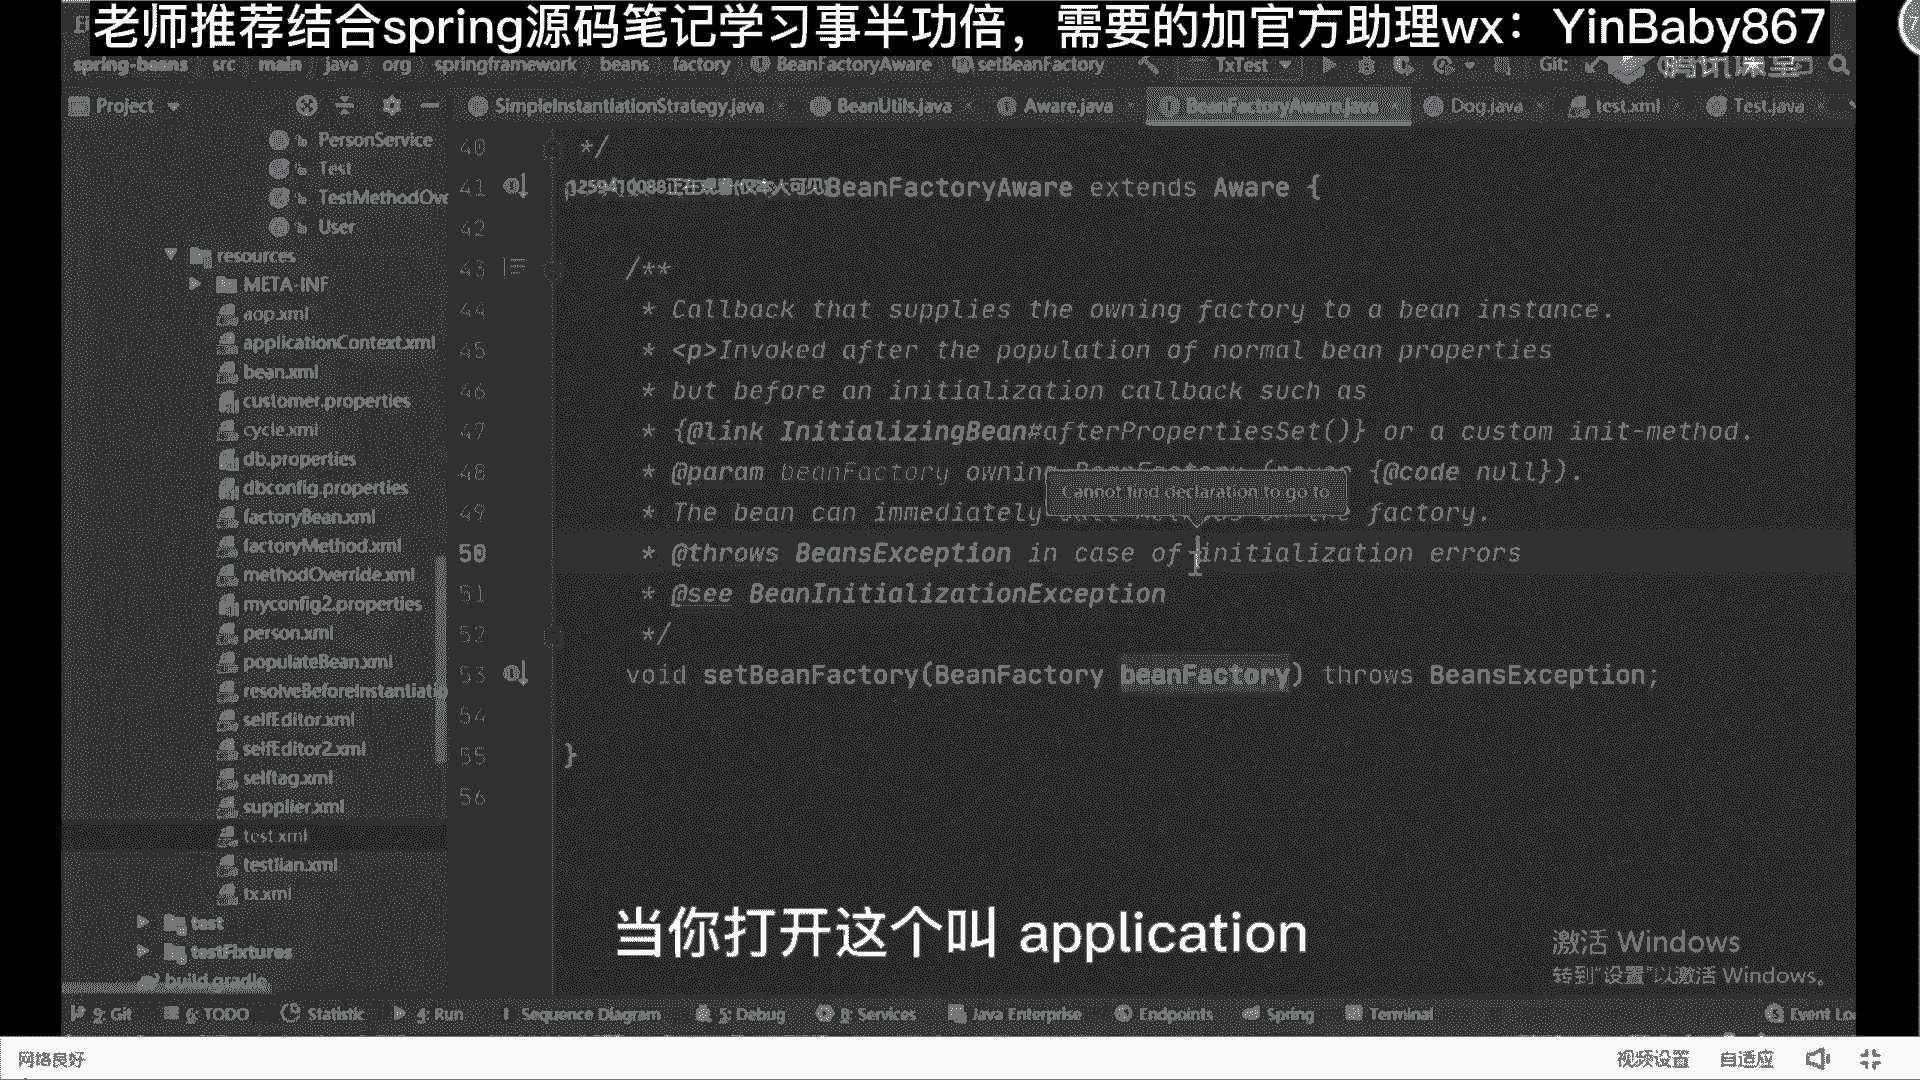 老师推荐结合spring源码笔记学习事半功倍，需要的加官方助理wx：YinBaby867
spring-beans src main java org springframework beans factory BeanFactoryAware setBeanFactory TxTest Git: 腾讯课堂
Project SimpleInstantiationStrategy.java BeanUtils.java Aware.java BeanFactoryAware.java Dog.java test.xml Test.java
PersonService
Test
TestMethodOve
User
resources
META-INF
aop.xml
applicationContext.xml
bean.xml
customer.properties
cycle.xml
db.properties
dbconfig.properties
factoryBean.xml
factoryMethod.xml
methodOverride.xml
myconfig2.properties
person.xml
populateBean.xml
resolveBeforeInstantiatio
selfEditor.xml
selfEditor2.xml
selftag.xml
supplier.xml
test.xml
testlian.xml
tx.xml
test
testFixtures
build.gradle
40 */
41 BeanFactoryAware extends Aware {
42
43 /**
44 * Callback that supplies the owning factory to a bean instance.
45 * <p>Invoked after the population of normal bean properties
46 * but before an initialization callback such as
47 * {@link InitializingBean#afterPropertiesSet()} or a custom init-method.
48 * @param beanFactory owning {@code null}).
Cannot find declaration to go to
49 * The bean can immediately factory.
50 * @throws BeansException in case of initialization errors
51 * @see BeanInitializationException
52 */
53 void setBeanFactory(BeanFactory beanFactory) throws BeansException;
54
55 }
56
当你打开这个叫 application
激活 Windows
转到"设置"以激活 Windows。
9: Git 6: TODO Statistic 4: Run Sequence Diagram 5: Debug 8: Services Java Enterprise Endpoints Spring Terminal Event Lo
网络良好 视频设置 自适应